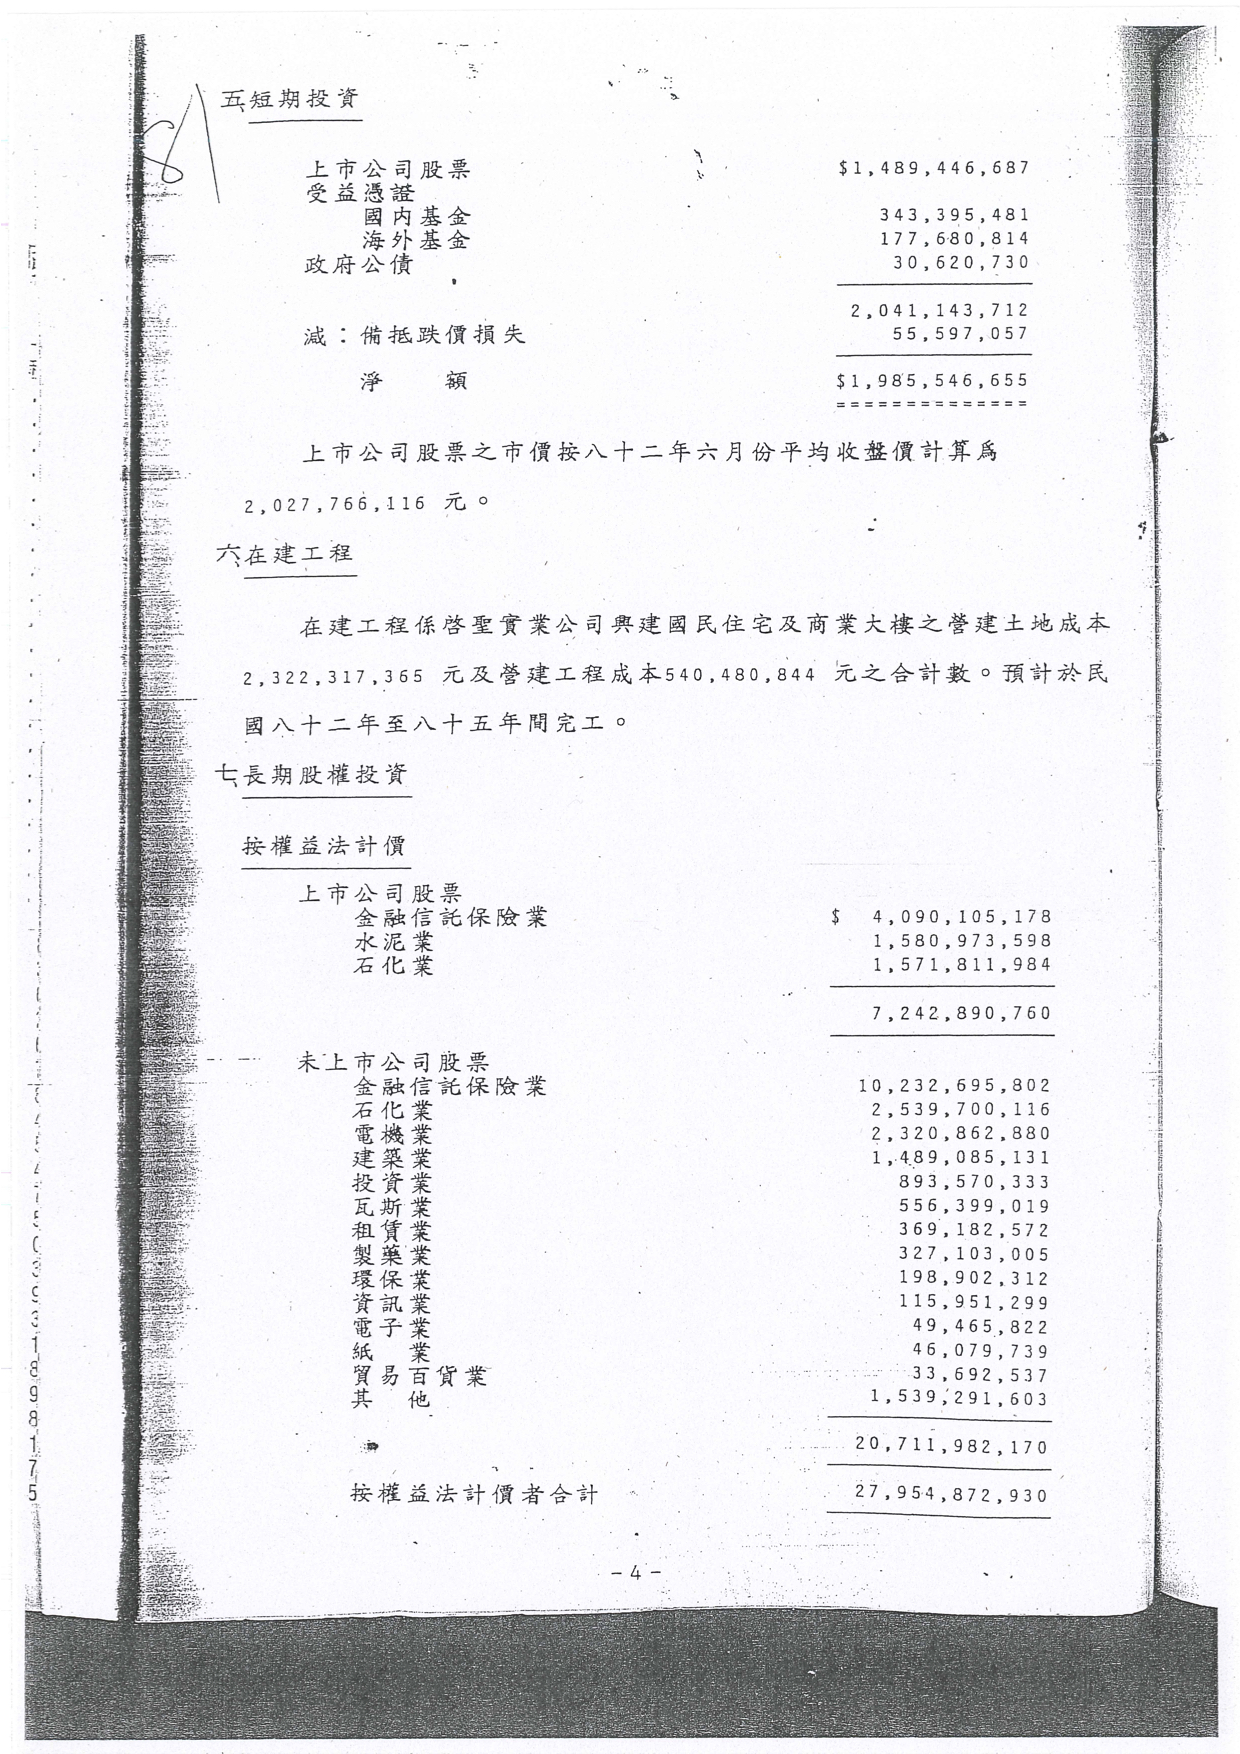 五、短期投資
上市公司股票 $1,489,446,687
受益憑證
國內基金 343,395,481
海外基金 177,680,814
政府公債 30,620,730
2,041,143,712
減：備抵跌價損失 55,597,057
淨 額 $1,985,546,655
==============
上市公司股票之市價按八十二年六月份平均收盤價計算為
2,027,766,116 元。
六、在建工程
在建工程係啓聖實業公司興建國民住宅及商業大樓之營建土地成本
2,322,317,365 元及營建工程成本540,480,844 元之合計數。預計於民
國八十二年至八十五年間完工。
七、長期股權投資
按權益法計價
上市公司股票
金融信託保險業 $ 4,090,105,178
水泥業 1,580,973,598
石化業 1,571,811,984
7,242,890,760
未上市公司股票
金融信託保險業 10,232,695,802
石化業 2,539,700,116
電機業 2,320,862,880
建築業 1,489,085,131
投資業 893,570,333
瓦斯業 556,399,019
租賃業 369,182,572
製藥業 327,103,005
環保業 198,902,312
資訊業 115,951,299
電子業 49,465,822
紙 業 46,079,739
貿易百貨業 33,692,537
其 他 1,539,291,603
20,711,982,170
按權益法計價者合計 27,954,872,930
- 4 -